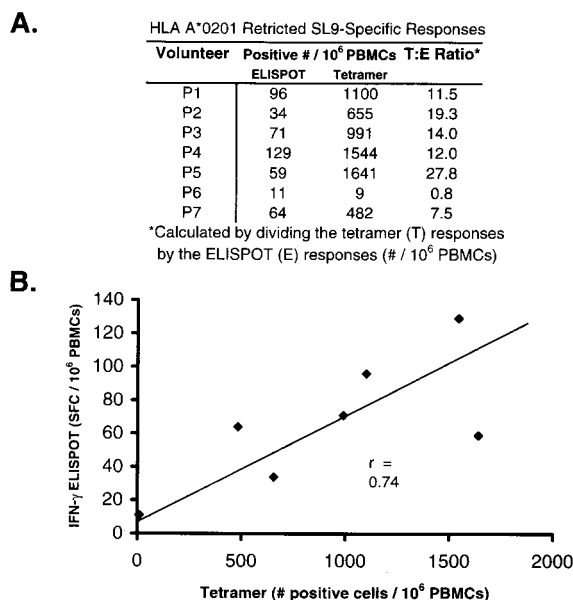 A.
HLA A*0201 Retricted SL9-Specific Responses
Volunteer Positive # / 10⁶ PBMCs T:E Ratio*
ELISPOT Tetramer
P1 96 1100 11.5
P2 34 655 19.3
P3 71 991 14.0
P4 129 1544 12.0
P5 59 1641 27.8
P6 11 9 0.8
P7 64 482 7.5
*Calculated by dividing the tetramer (T) responses
by the ELISPOT (E) responses (# / 10⁶ PBMCs)
B.
IFN-γ ELISPOT (SFC / 10⁶ PBMCs)
140
120
100
80
60
40
20
0
r =
0.74
0 500 1000 1500 2000
Tetramer (# positive cells / 10⁶ PBMCs)